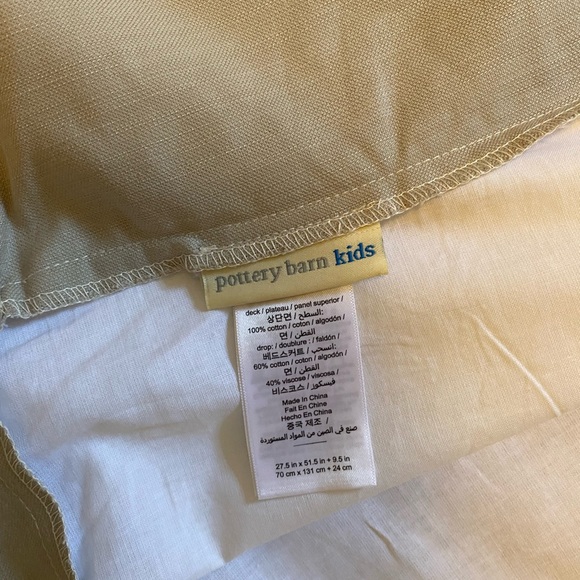 pottery barn kids
deck / plateau / panel superior /
상단면 / السطح:
100% cotton / coton / algodón /
면 / القطن
drop: / doublure : / faldón /
베드스커트 / انسحب:
60% cotton / coton / algodón /
면 / القطن
40% viscose / viscosa /
비스코스 / فيسكوز
Made In China
Fait En Chine
Hecho En China
중국 제조 /
صنع في الصين من المواد المستوردة
27.5 in x 51.5 in + 9.5 in
70 cm x 131 cm + 24 cm